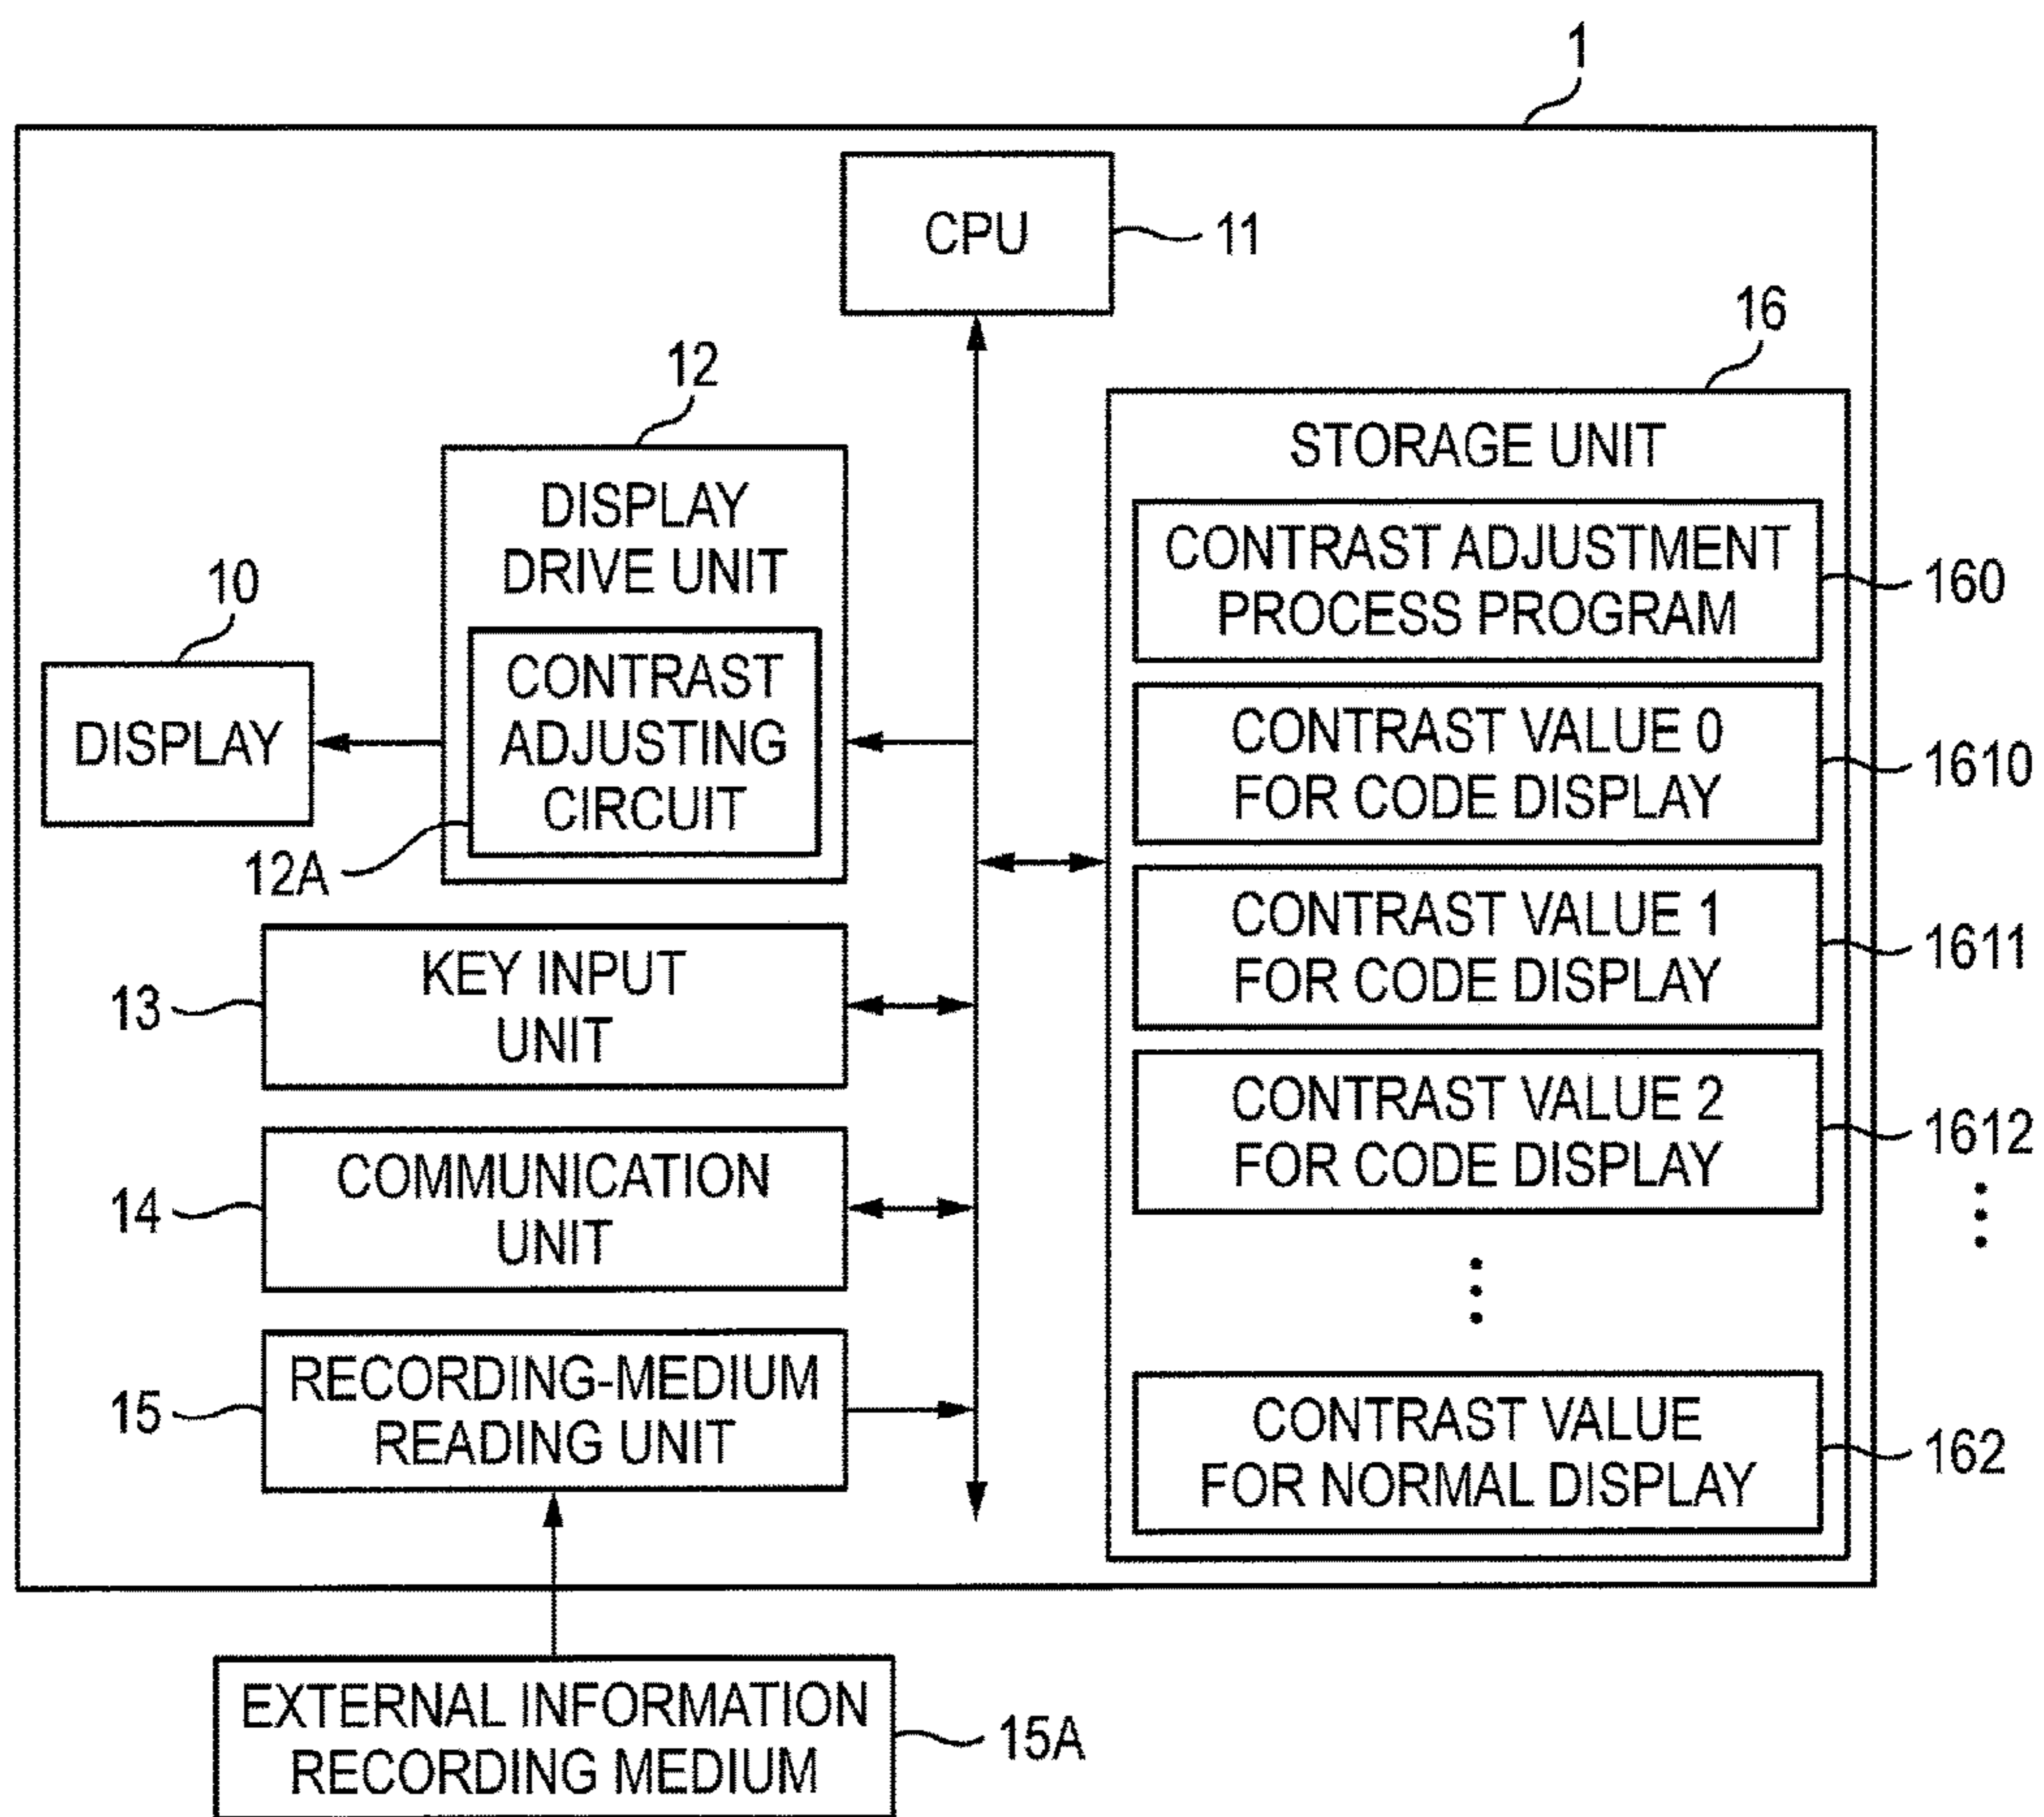 1
CPU
11
16
12
STORAGE UNIT
DISPLAY
DRIVE UNIT
CONTRAST ADJUSTMENT
PROCESS PROGRAM
160
10
DISPLAY
CONTRAST
ADJUSTING
CIRCUIT
12A
CONTRAST VALUE 0
FOR CODE DISPLAY
1610
CONTRAST VALUE 1
FOR CODE DISPLAY
1611
KEY INPUT
UNIT
13
CONTRAST VALUE 2
FOR CODE DISPLAY
1612
COMMUNICATION
UNIT
14
RECORDING-MEDIUM
READING UNIT
15
CONTRAST VALUE
FOR NORMAL DISPLAY
162
EXTERNAL INFORMATION
RECORDING MEDIUM
15A